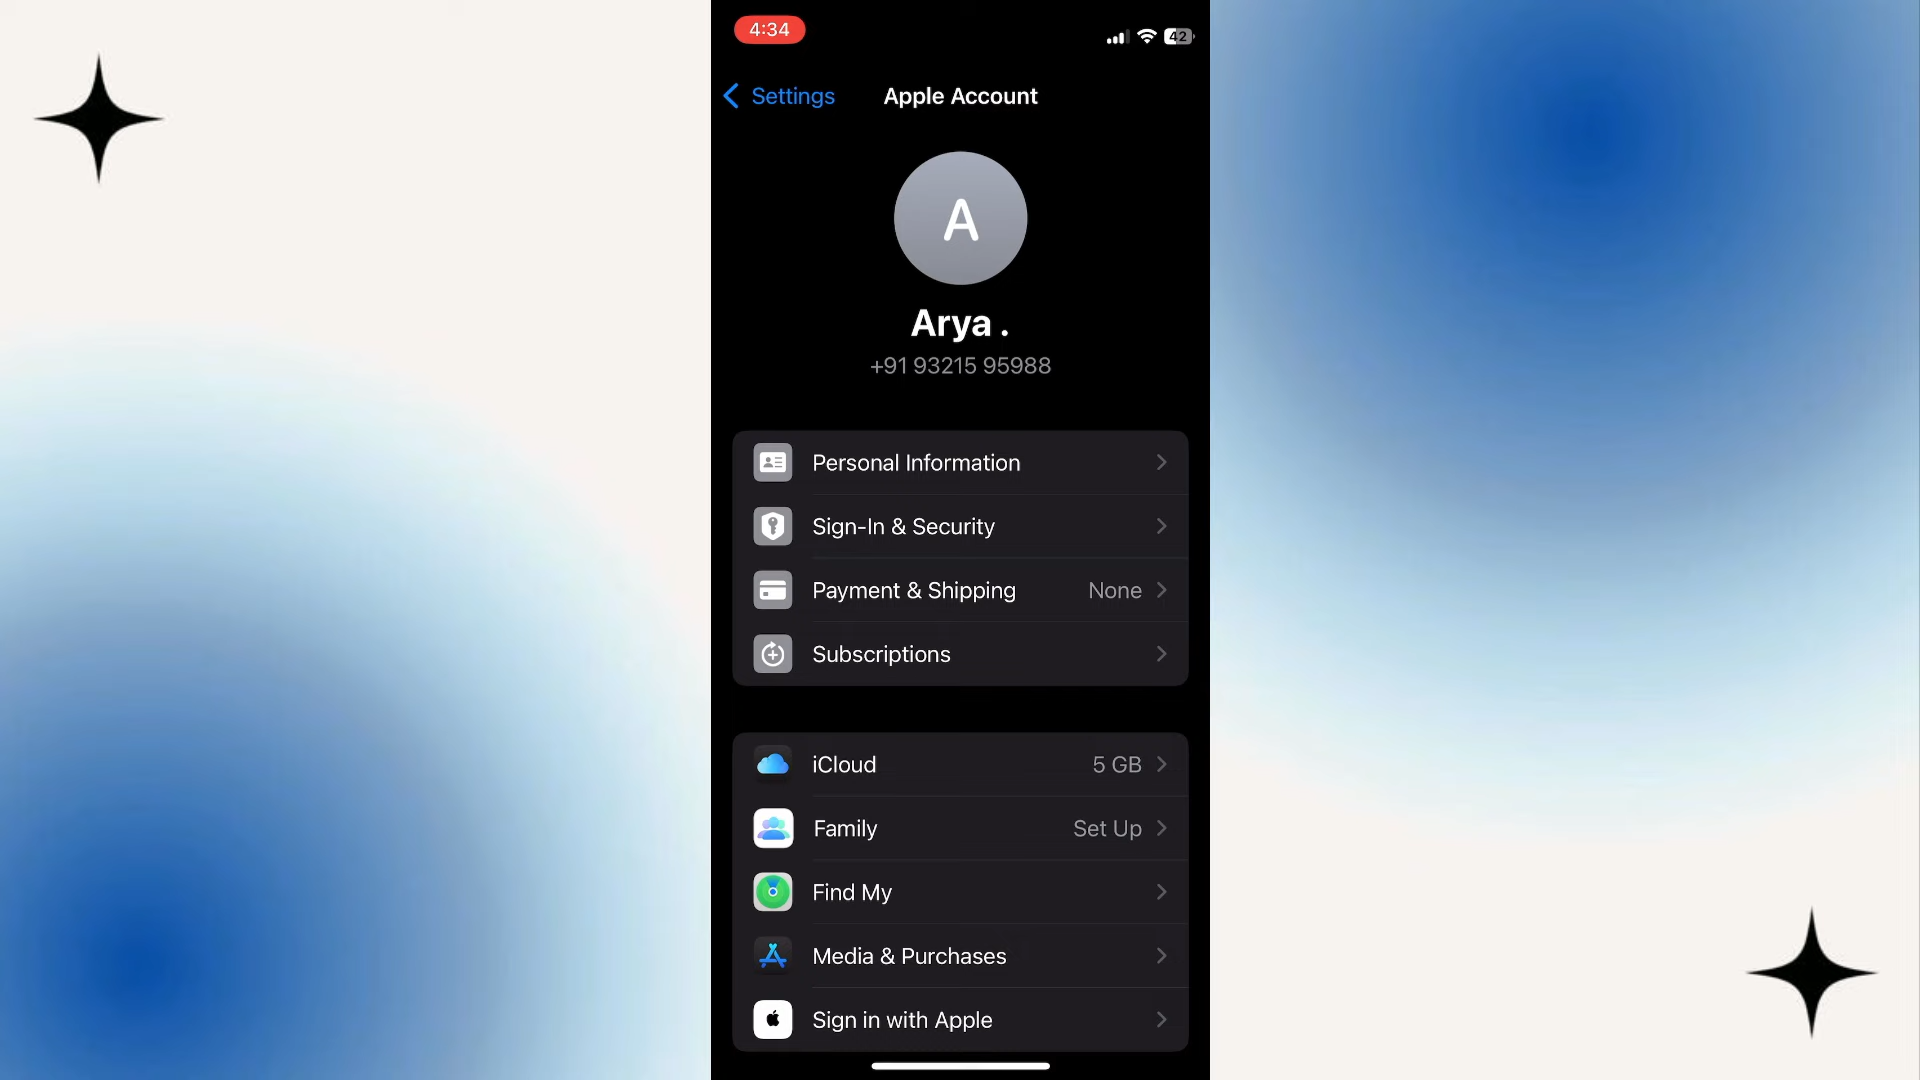 4:34
42
Settings
Apple Account
A
Arya .
+91 93215 95988
Personal Information
Sign-In & Security
Payment & Shipping None
Subscriptions
iCloud 5 GB
Family Set Up
Find My
Media & Purchases
Sign in with Apple